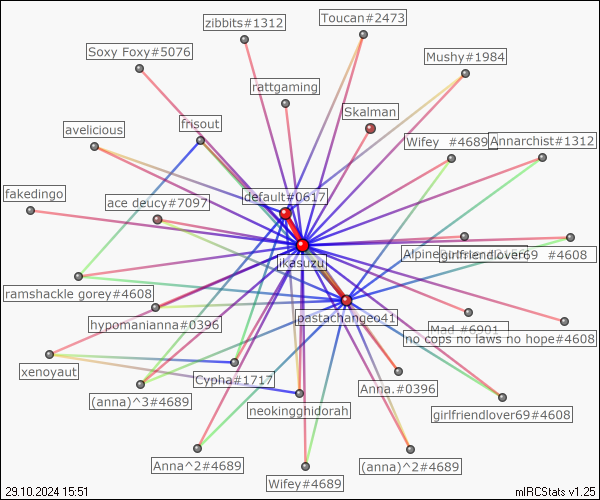 zibbits#1312
Toucan#2473
Soxy Foxy#5076
Mushy#1984
rattgaming
Skalman
frisout
avelicious
Wifey #4689
Annarchist#1312
fakedingo
default#0617
ace deucy#7097
ikasuzu
girlfriendlover69 #4608
ramshackle gorey#4608
hypomanianna#0396
pastachangeo41
Mad #6901
no cops no laws no hope#4608
xenoyaut
Cypha#1717
Anna.#0396
(anna)^3#4689
neokingghidorah
girlfriendlover69#4608
Anna^2#4689
(anna)^2#4689
Wifey#4689
29.10.2024 15:51
mIRCStats v1.25